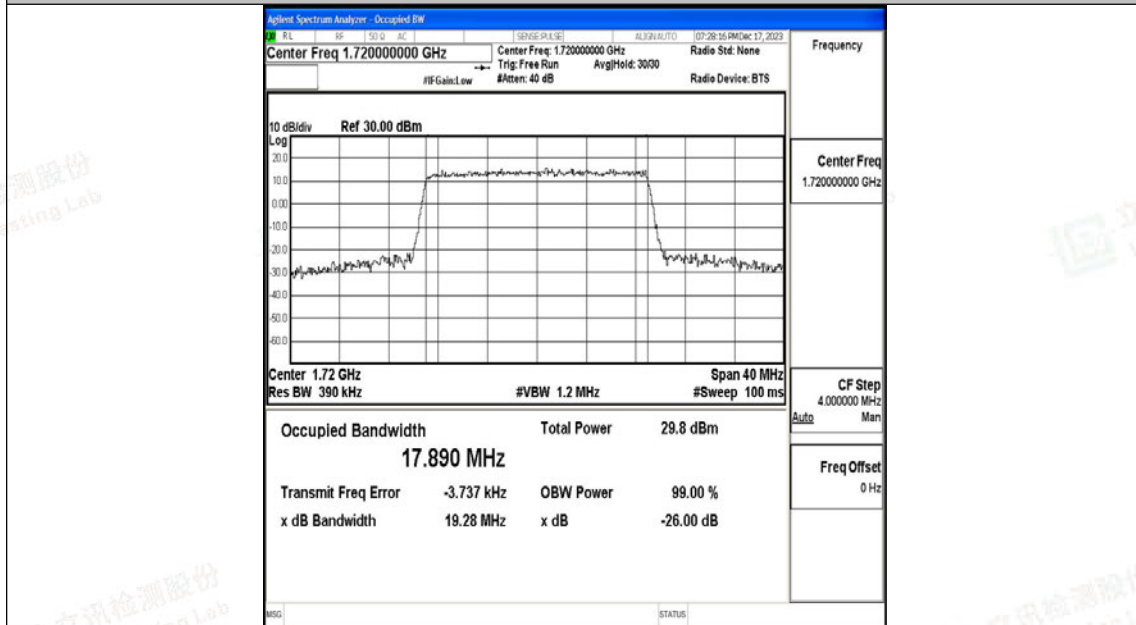 Agilent Spectrum Analyzer - Occupied BW
RL RF 50 Ω AC SENSE:PULSE ALIGNAUTO 07:28:16 PM Dec 17, 2023
Center Freq 1.720000000 GHz
Center Freq: 1.720000000 GHz
Radio Std: None
Trig: Free Run Avg|Hold: 30/30
#IFGain:Low #Atten: 40 dB
Radio Device: BTS
Frequency
10 dB/div Ref 30.00 dBm
Log
20.0
10.0
0.00
-10.0
-20.0
-30.0
-40.0
-50.0
-60.0
Center 1.72 GHz Span 40 MHz
Res BW 390 kHz #VBW 1.2 MHz #Sweep 100 ms
Center Freq
1.720000000 GHz
CF Step
4.000000 MHz
Auto Man
Freq Offset
0 Hz
Occupied Bandwidth Total Power 29.8 dBm
17.890 MHz
Transmit Freq Error -3.737 kHz OBW Power 99.00 %
x dB Bandwidth 19.28 MHz x dB -26.00 dB
MSG STATUS
检测股份